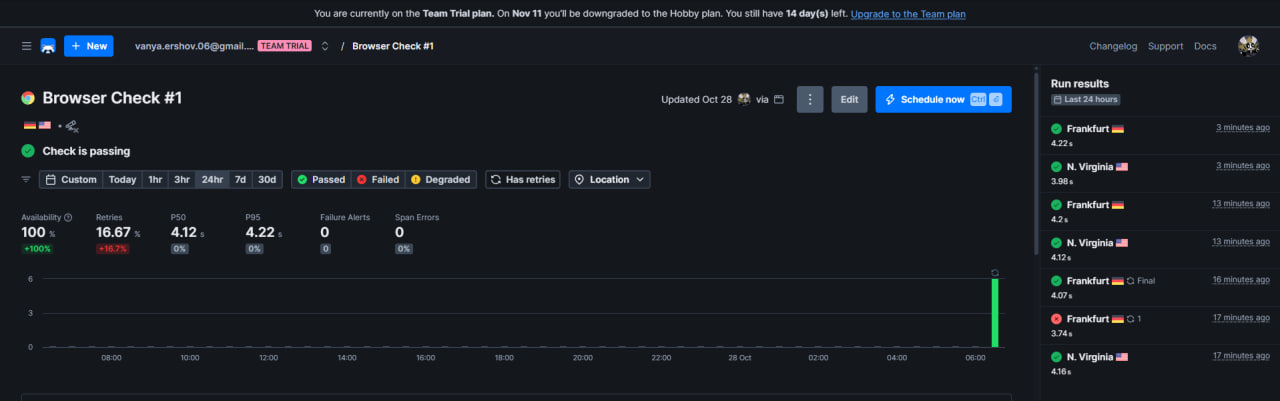 You are currently on the Team Trial plan. On Nov 11 you'll be downgraded to the Hobby plan. You still have 14 day(s) left. Upgrade to the Team plan
New
vanya.ershov.06@gmail.... TEAM TRIAL / Browser Check #1
Changelog Support Docs
Browser Check #1
Updated Oct 28 via
Edit
Schedule now Ctrl
Check is passing
Custom Today 1hr 3hr 24hr 7d 30d
Passed Failed Degraded
Has retries
Location
Availability Retries P50 P95 Failure Alerts Span Errors
100 % 16.67 % 4.12 s 4.22 s 0 0
+100% +16.7% 0% 0% 0 0%
6
3
0
08:00 10:00 12:00 14:00 16:00 18:00 20:00 22:00 28 Oct 02:00 04:00 06:00
Run results
Last 24 hours
Frankfurt 3 minutes ago
4.22 s
N. Virginia 3 minutes ago
3.98 s
Frankfurt 13 minutes ago
4.2 s
N. Virginia 13 minutes ago
4.12 s
Frankfurt Final 16 minutes ago
4.07 s
Frankfurt 1 17 minutes ago
3.74 s
N. Virginia 17 minutes ago
4.16 s